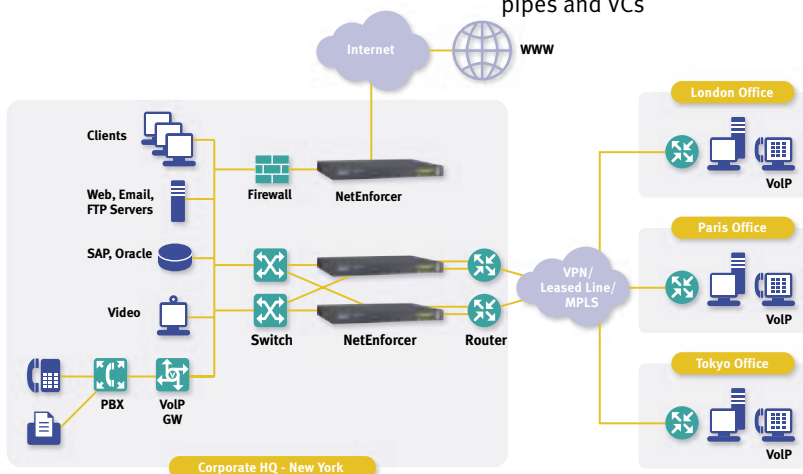 pipes and VCs
Internet
WWW
London Office
Clients
VoIP
Web, Email,
FTP Servers
Firewall
NetEnforcer
Paris Office
SAP, Oracle
VPN/
Leased Line/
MPLS
Video
VoIP
Switch
NetEnforcer
Router
Tokyo Office
PBX
VoIP
GW
VoIP
Corporate HQ - New York